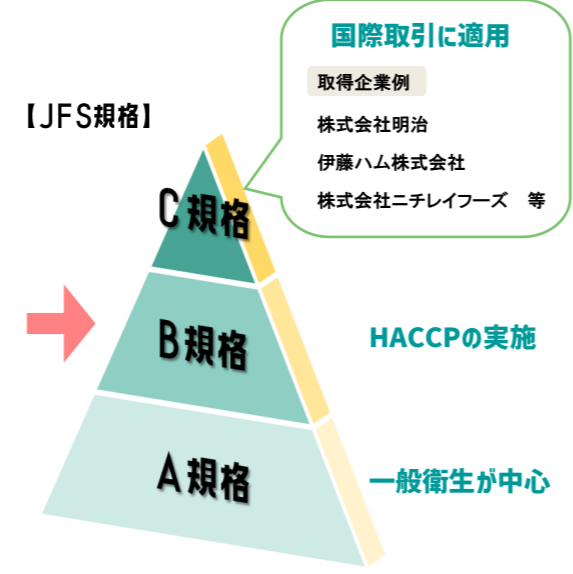 国際取引に適用
取得企業例
株式会社明治
伊藤ハム株式会社
株式会社ニチレイフーズ　等
【JFS規格】
C規格
B規格
HACCPの実施
A規格
一般衛生が中心